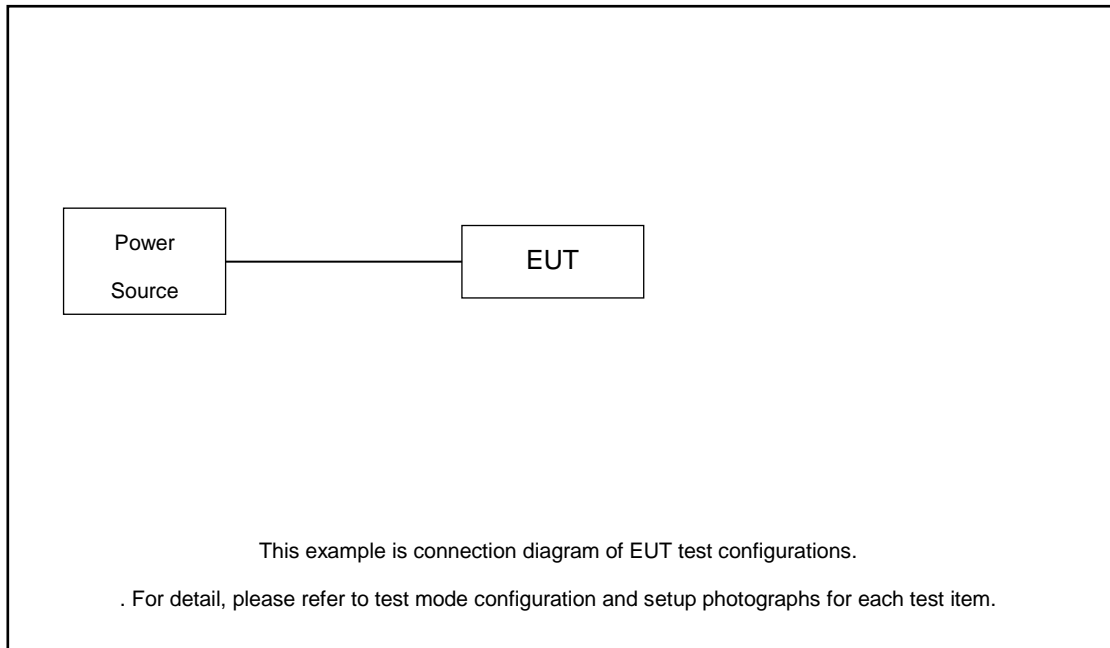 Power
Source
EUT
This example is connection diagram of EUT test configurations.
. For detail, please refer to test mode configuration and setup photographs for each test item.